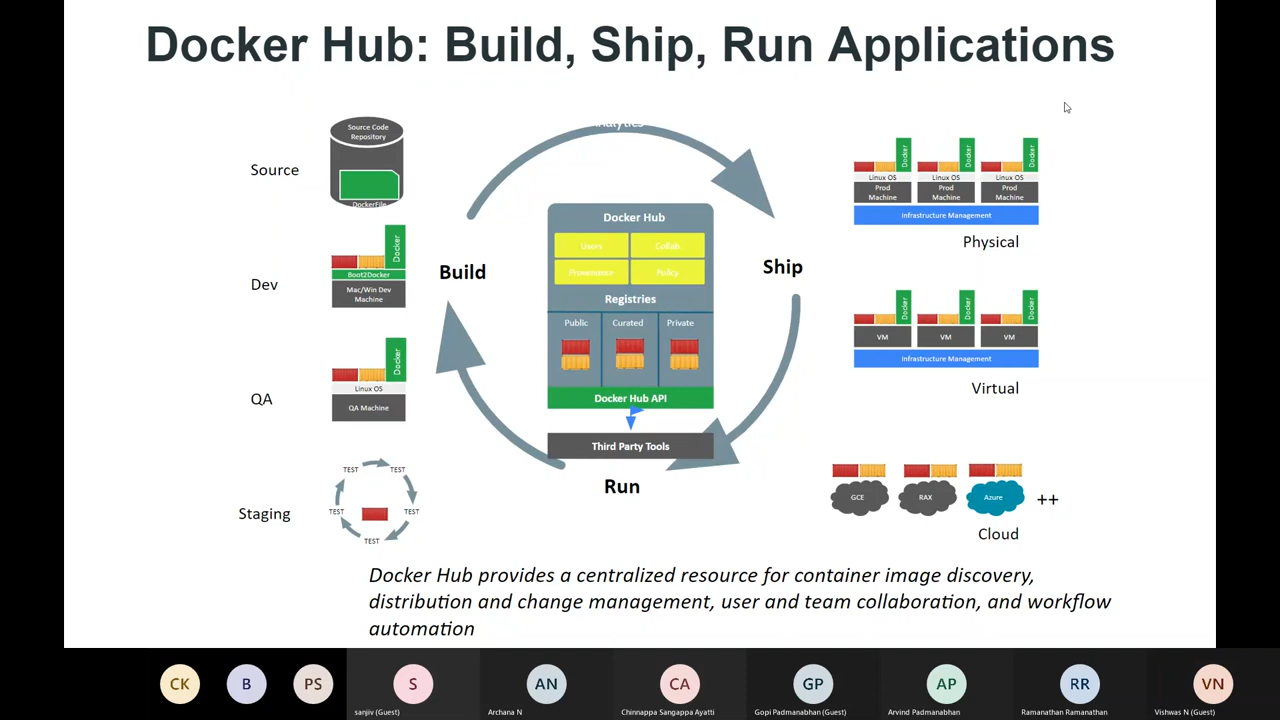 Docker Hub: Build, Ship, Run Applications
Analytics
Source
Source Code
Repository
DockerFile
Dev
Docker
Boot2Docker
Mac/Win Dev
Machine
QA
Docker
Linux OS
QA Machine
Staging
TEST
TEST
TEST
TEST
TEST
Build
Ship
Run
Docker Hub
Users
Collab
Provenance
Policy
Registries
Public
Curated
Private
Docker Hub API
Third Party Tools
Docker
Docker
Docker
Linux OS
Linux OS
Linux OS
Prod
Machine
Prod
Machine
Prod
Machine
Infrastructure Management
Physical
Docker
Docker
Docker
VM
VM
VM
Infrastructure Management
Virtual
GCE
RAX
Azure
++
Cloud
Docker Hub provides a centralized resource for container image discovery,
distribution and change management, user and team collaboration, and workflow
automation
CK
B
PS
S
sanjiv (Guest)
AN
Archana N
CA
Chinnappa Sangappa Ayatti
GP
Gopi Padmanabhan (Guest)
AP
Arvind Padmanabhan
RR
Ramanathan Ramanathan
VN
Vishwas N (Guest)